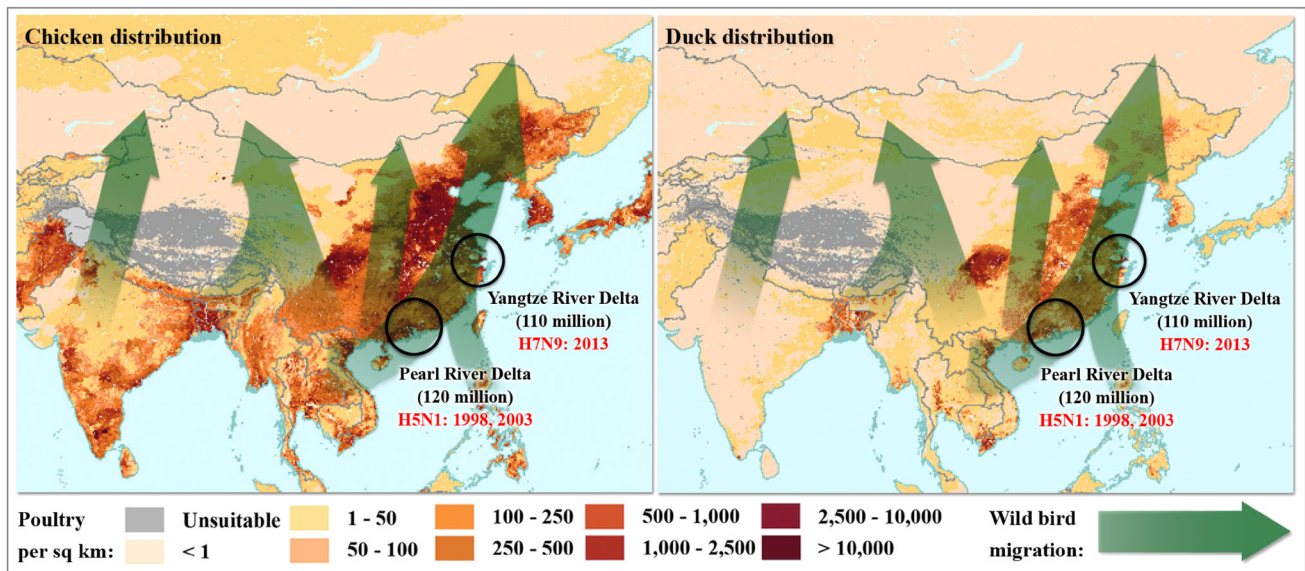 Chicken distribution
Yangtze River Delta
(110 million)
H7N9: 2013
Pearl River Delta
(120 million)
H5N1: 1998, 2003
Duck distribution
Yangtze River Delta
(110 million)
H7N9: 2013
Pearl River Delta
(120 million)
H5N1: 1998, 2003
Poultry
per sq km:
Unsuitable
< 1
1 - 50
50 - 100
100 - 250
250 - 500
500 - 1,000
1,000 - 2,500
2,500 - 10,000
> 10,000
Wild bird
migration: